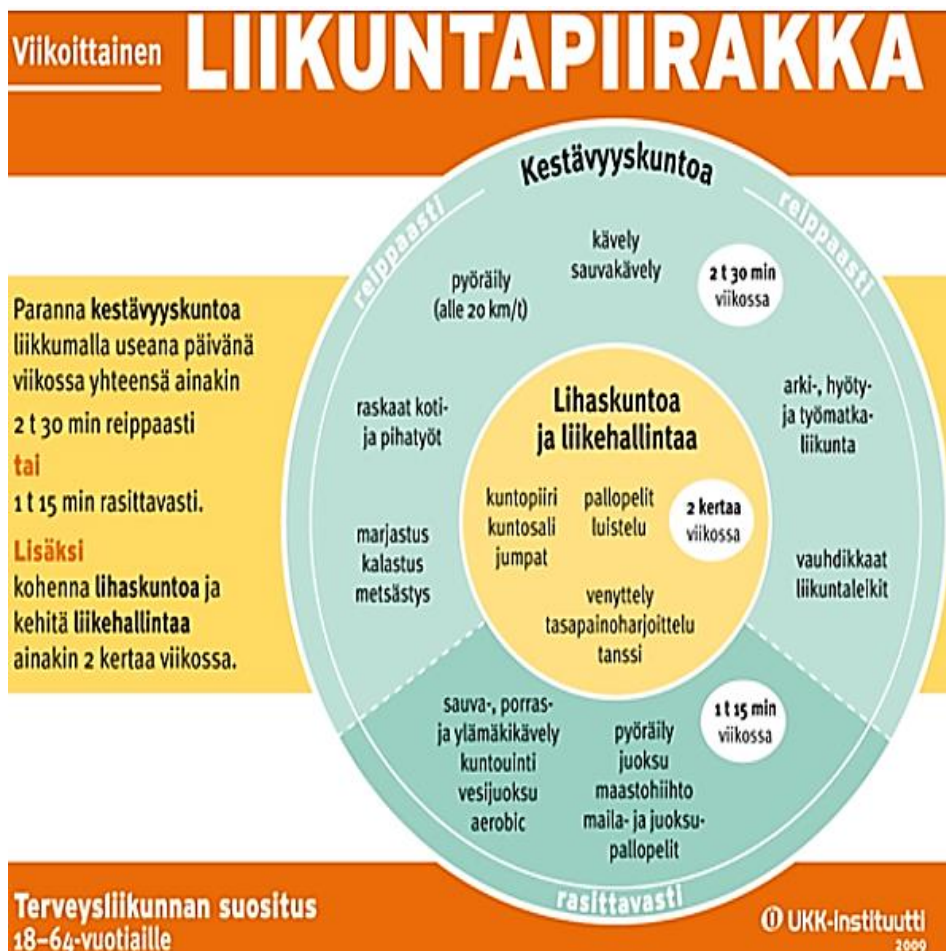 Viikoittainen LIIKUNTAPIIRAKKA
Kestävyyskuntoa
reippaasti
reippaasti
kävely
sauvakävely
pyöräily
(alle 20 km/t)
2 t 30 min
viikossa
Paranna kestävyyskuntoa
liikkumalla useana päivänä
viikossa yhteensä ainakin
2 t 30 min reippaasti
tai
1 t 15 min rasittavasti.
Lisäksi
kohenna lihaskuntoa ja
kehitä liikehallintaa
ainakin 2 kertaa viikossa.
raskaat koti-
ja pihatyöt
marjastus
kalastus
metsästys
arki-, hyöty-
ja työmatka-
liikunta
vauhdikkaat
liikuntaleikit
Lihaskuntoa
ja liikehallintaa
kuntopiiri
kuntosali
jumpat
pallopelit
luistelu
2 kertaa
viikossa
venyttely
tasapainoharjoittelu
tanssi
sauva-, porras-
ja ylämäkikävely
kuntouinti
vesijuoksu
aerobic
pyöräily
juoksu
maastohiihto
maila- ja juoksu-
pallopelit
1 t 15 min
viikossa
rasittavasti
Terveysliikunnan suositus
18–64-vuotiaille
UKK-instituutti
2009